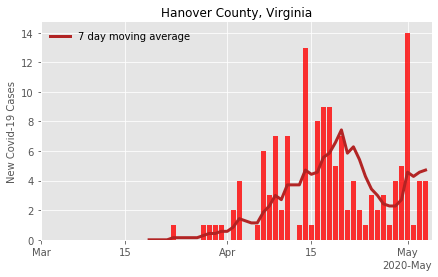 Hanover County, Virginia
7 day moving average
New Covid-19 Cases
14
12
10
8
6
4
2
0
Mar 15 Apr 15 May
2020-May